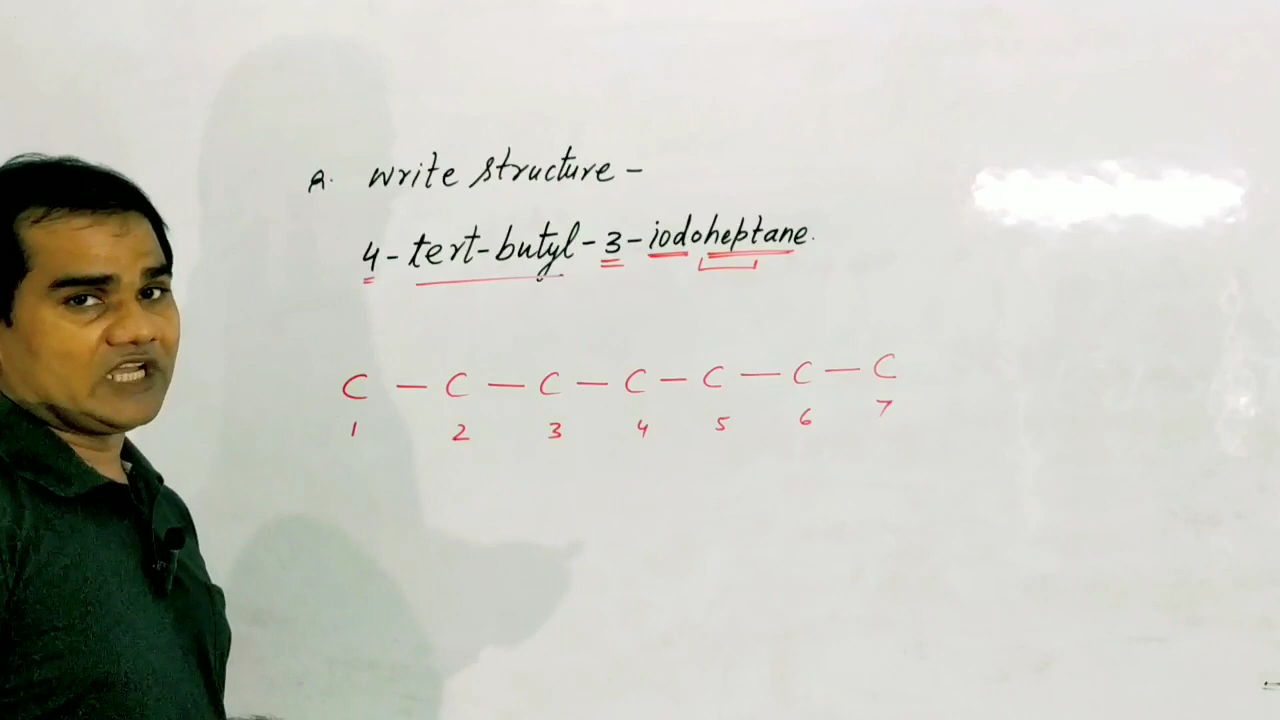 Q. Write structure -
4-tert-butyl-3-iodoheptane.
C — C — C — C — C — C — C
1 2 3 4 5 6 7